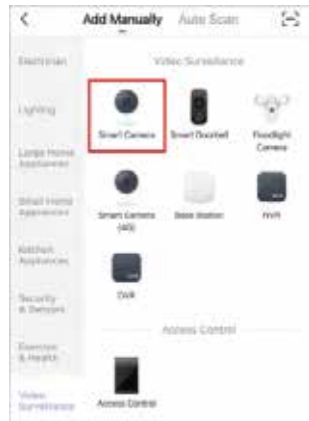 Add Manually Auto Scan
Electrician
Video Surveillance
Lighting
Smart Camera Smart Doorbell Floodlight
Camera
Large Home
Appliances
Small Home
Appliances
Smart Camera
(4G)
Base Station NVR
Kitchen
Appliances
DVR
Security
& Sensors
Access Control
Exercise
& Health
Video
Surveillance
Access Control